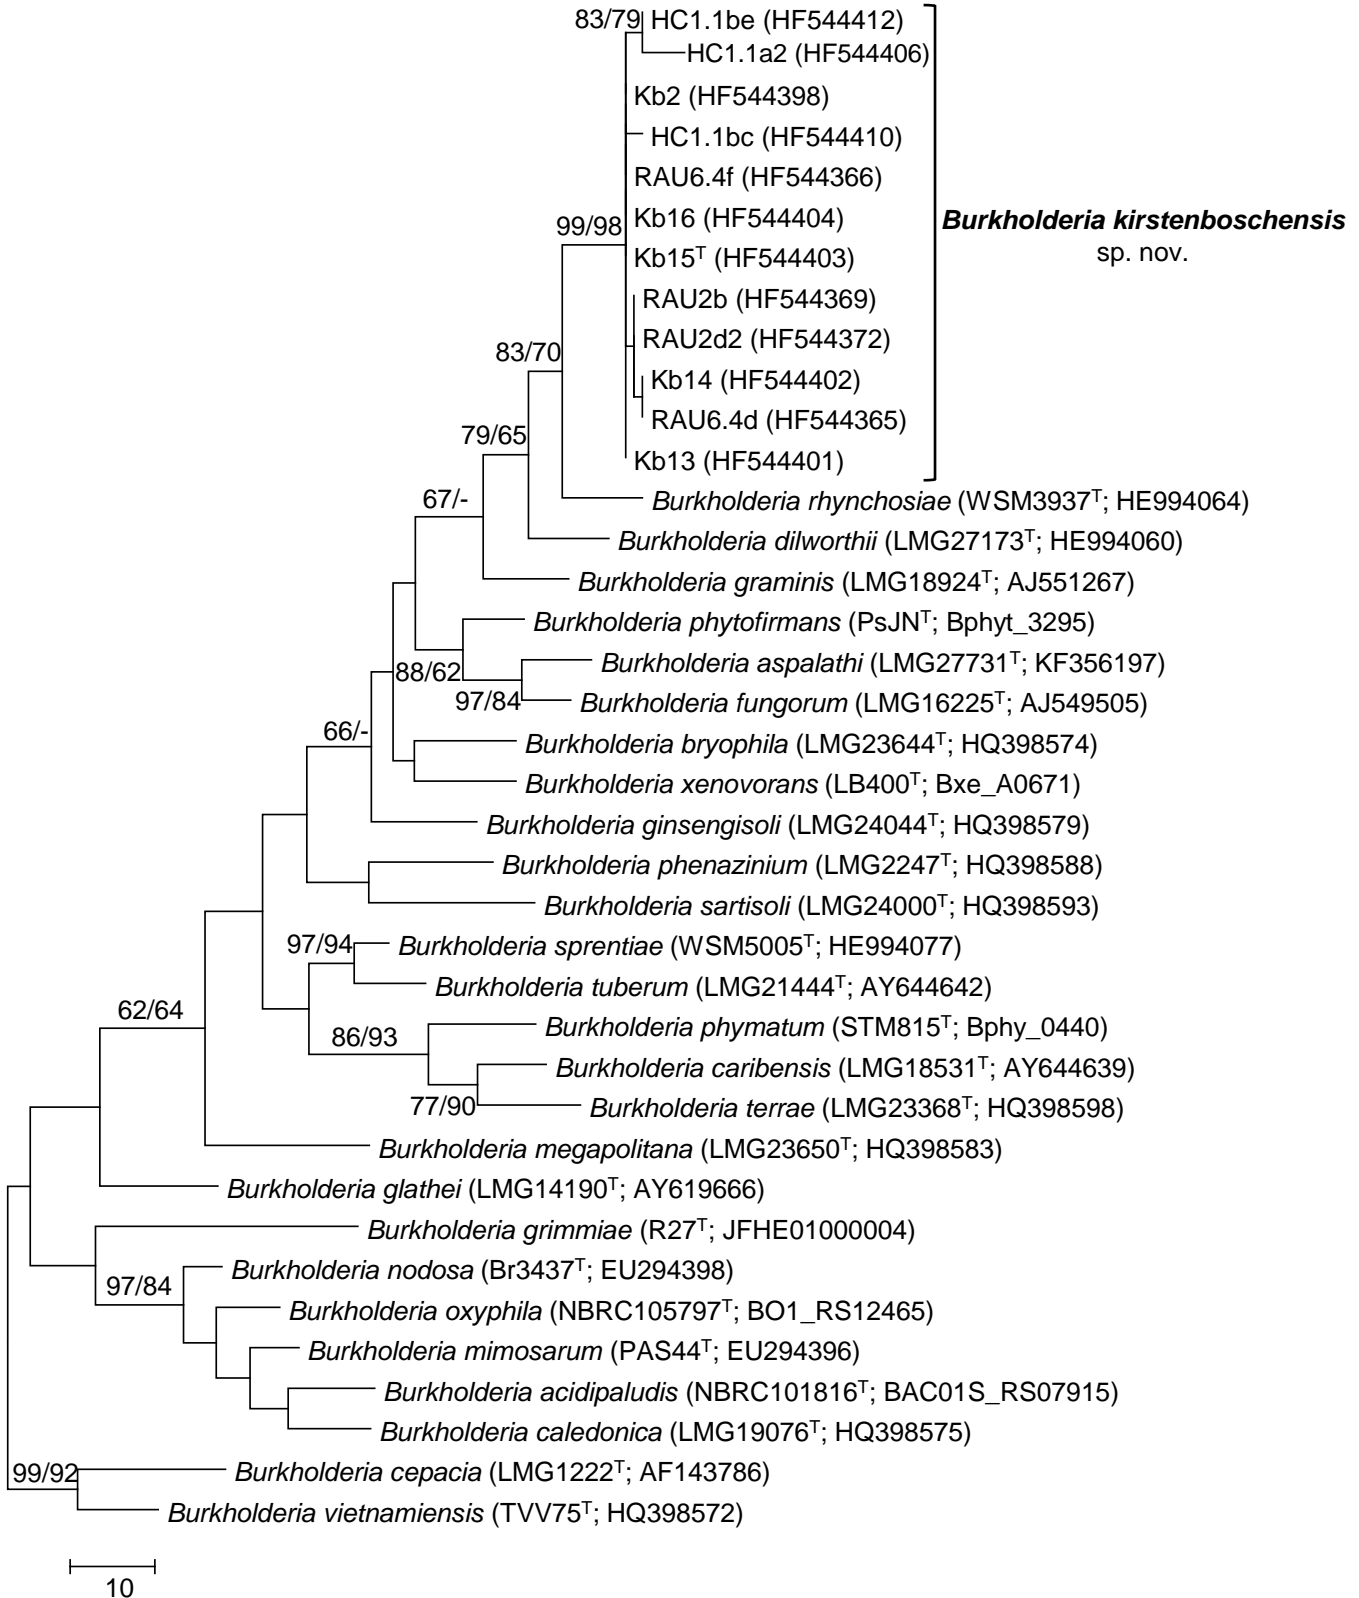 83/79
HC1.1be (HF544412)
HC1.1a2 (HF544406)
Kb2 (HF544398)
HC1.1bc (HF544410)
RAU6.4f (HF544366)
99/98
Kb16 (HF544404)
Burkholderia kirstenboschensis
sp. nov.
Kb15ᵀ (HF544403)
RAU2b (HF544369)
RAU2d2 (HF544372)
83/70
Kb14 (HF544402)
RAU6.4d (HF544365)
79/65
Kb13 (HF544401)
67/-
Burkholderia rhynchosiae (WSM3937ᵀ; HE994064)
Burkholderia dilworthii (LMG27173ᵀ; HE994060)
Burkholderia graminis (LMG18924ᵀ; AJ551267)
Burkholderia phytofirmans (PsJNᵀ; Bphyt_3295)
88/62
Burkholderia aspalathi (LMG27731ᵀ; KF356197)
97/84
Burkholderia fungorum (LMG16225ᵀ; AJ549505)
66/-
Burkholderia bryophila (LMG23644ᵀ; HQ398574)
Burkholderia xenovorans (LB400ᵀ; Bxe_A0671)
Burkholderia ginsengisoli (LMG24044ᵀ; HQ398579)
Burkholderia phenazinium (LMG2247ᵀ; HQ398588)
Burkholderia sartisoli (LMG24000ᵀ; HQ398593)
97/94
Burkholderia sprentiae (WSM5005ᵀ; HE994077)
Burkholderia tuberum (LMG21444ᵀ; AY644642)
62/64
86/93
Burkholderia phymatum (STM815ᵀ; Bphy_0440)
Burkholderia caribensis (LMG18531ᵀ; AY644639)
77/90
Burkholderia terrae (LMG23368ᵀ; HQ398598)
Burkholderia megapolitana (LMG23650ᵀ; HQ398583)
Burkholderia glathei (LMG14190ᵀ; AY619666)
Burkholderia grimmiae (R27ᵀ; JFHE01000004)
97/84
Burkholderia nodosa (Br3437ᵀ; EU294398)
Burkholderia oxyphila (NBRC105797ᵀ; BO1_RS12465)
Burkholderia mimosarum (PAS44ᵀ; EU294396)
Burkholderia acidipaludis (NBRC101816ᵀ; BAC01S_RS07915)
Burkholderia caledonica (LMG19076ᵀ; HQ398575)
99/92
Burkholderia cepacia (LMG1222ᵀ; AF143786)
Burkholderia vietnamiensis (TVV75ᵀ; HQ398572)
10